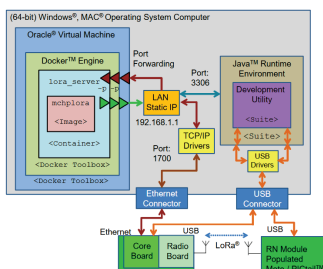 (64-bit) Windows®, MAC® Operating System Computer
Oracle® Virtual Machine
Docker™ Engine
lora_server
-p -p
mchplora
<Image>
<Container>
<Docker Toolbox>
<Docker Toolbox>
Port
Forwarding
LAN
Static IP
192.168.1.1
Port
3306
TCP/IP
Drivers
Port
1700
Java™ Runtime
Environment
Development
Utility
<Suite>
<Suite>
USB
Drivers
Ethernet
Connector
USB
Connector
Ethernet
USB
LoRa®
USB
Core
Board
Radio
Board
RN Module
Populated